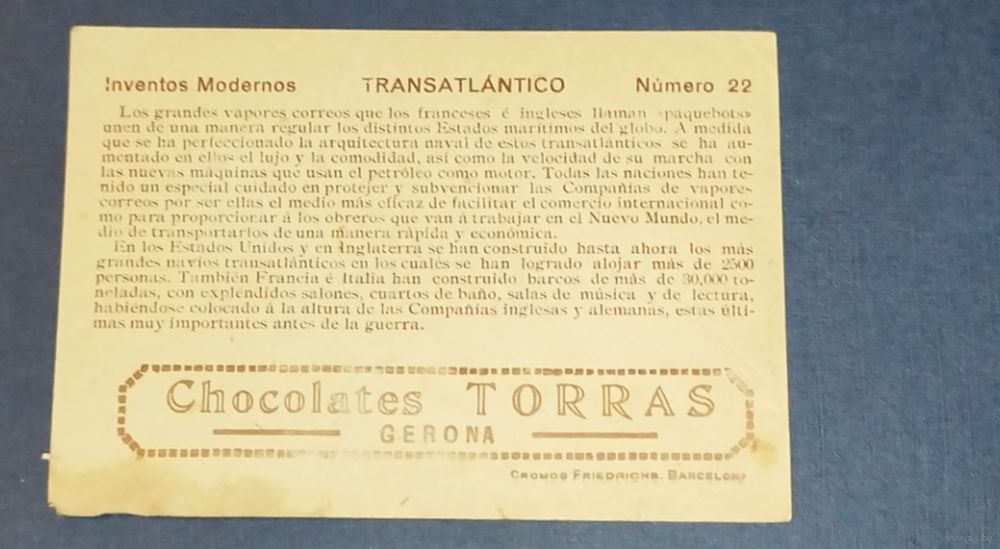 Inventos Modernos TRANSATLÁNTICO Número 22
Los grandes vapores correos que los franceses é ingleses llaman «paquebots»
unen de una manera regular los distintos Estados marítimos del globo. A medida
que se ha perfeccionado la arquitectura naval de estos transatlánticos se ha au-
mentado en ellos el lujo y la comodidad, así como la velocidad de su marcha con
las nuevas máquinas que usan el petróleo como motor. Todas las naciones han te-
nido un especial cuidado en protejer y subvencionar las Compañías de vapores
correos por ser ellas el medio más eficaz de facilitar el comercio internacional co-
mo para proporcionar á los obreros que van á trabajar en el Nuevo Mundo, el me-
dio de transportarlos de una manera rápida y económica.
En los Estados Unidos y en Inglaterra se han construido hasta ahora los más
grandes navíos transatlánticos en los cuales se han logrado alojar más de 2500
personas. También Francia é Italia han construido barcos de más de 30,000 to-
neladas, con expléndidos salones, cuartos de baño, salas de música y de lectura,
habiéndose colocado á la altura de las Compañías inglesas y alemanas, estas últi-
mas muy importantes antes de la guerra.
Chocolates TORRAS
GERONA
CROMOS FRIEDRICHS. BARCELONA
www.ay.by